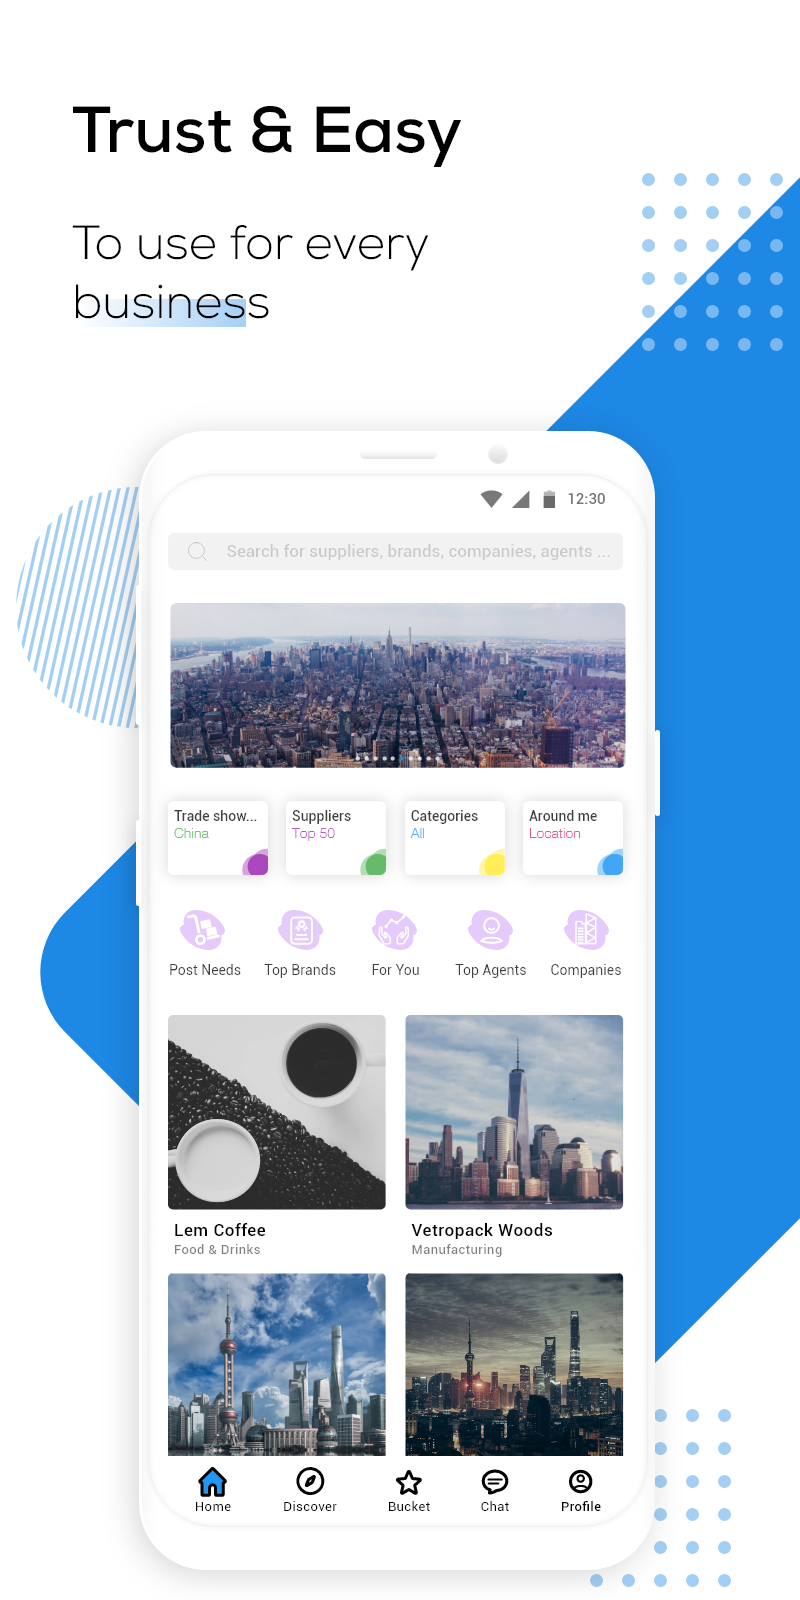 Trust & Easy
To use for every
business
12:30
Search for suppliers, brands, companies, agents ...
Trade show...
China
Suppliers
Top 50
Categories
All
Around me
Location
Post Needs
Top Brands
For You
Top Agents
Companies
Lem Coffee
Food & Drinks
Vetropack Woods
Manufacturing
Home
Discover
Bucket
Chat
Profile